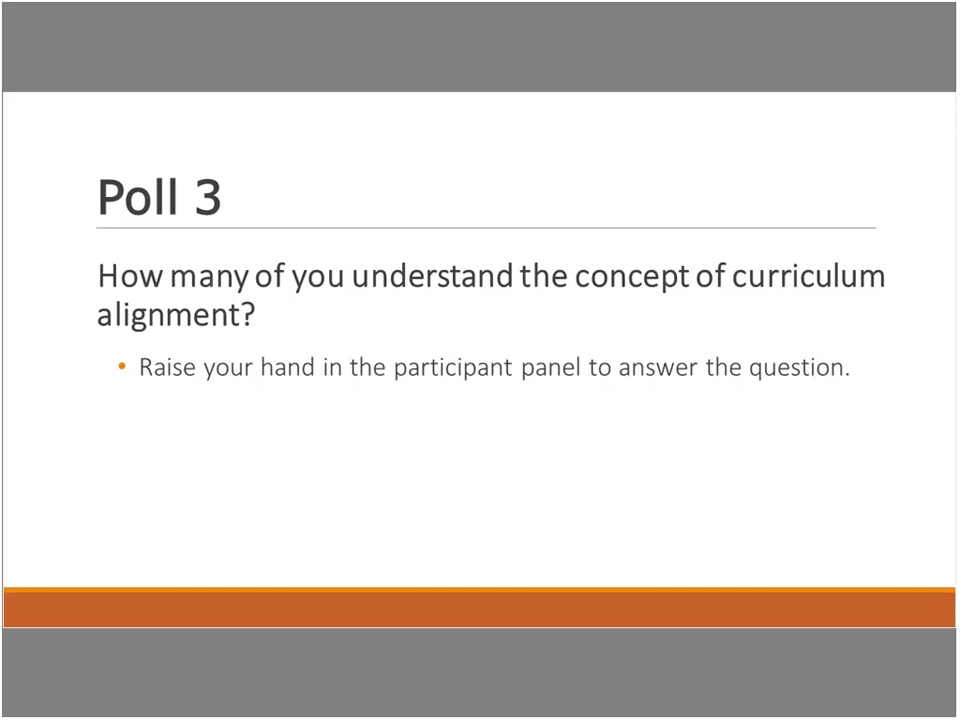 Poll 3
How many of you understand the concept of curriculum
alignment?
• Raise your hand in the participant panel to answer the question.